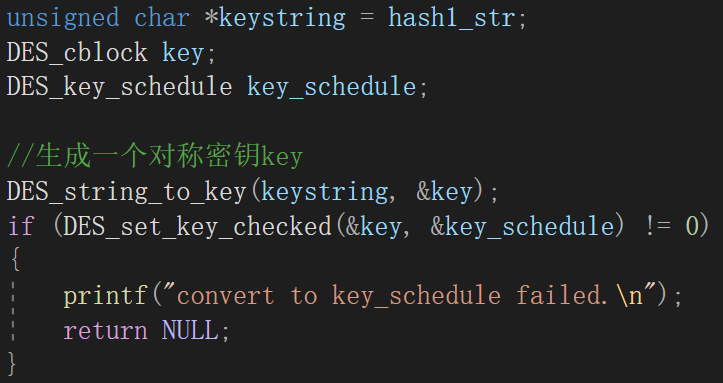 unsigned char *keystring = hash1_str;
DES_cblock key;
DES_key_schedule key_schedule;
//生成一个对称密钥key
DES_string_to_key(keystring, &key);
if (DES_set_key_checked(&key, &key_schedule) != 0)
{
printf("convert to key_schedule failed.\n");
return NULL;
}